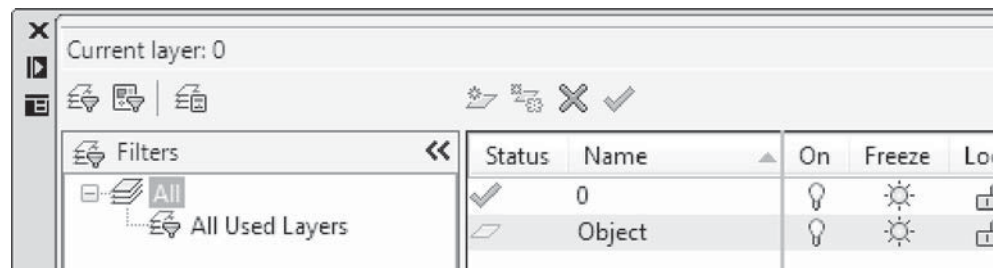 Current layer: 0
Filters
Status Name On Freeze
All
0
All Used Layers
Object